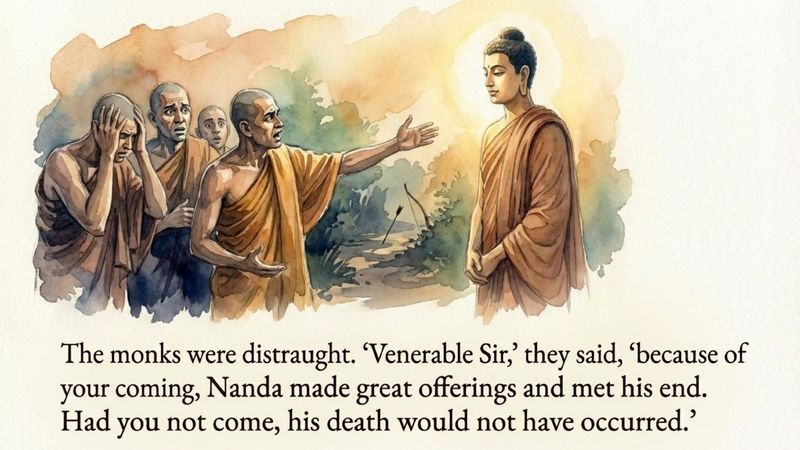 The monks were distraught. ‘Venerable Sir,’ they said, ‘because of
your coming, Nanda made great offerings and met his end.
Had you not come, his death would not have occurred.’